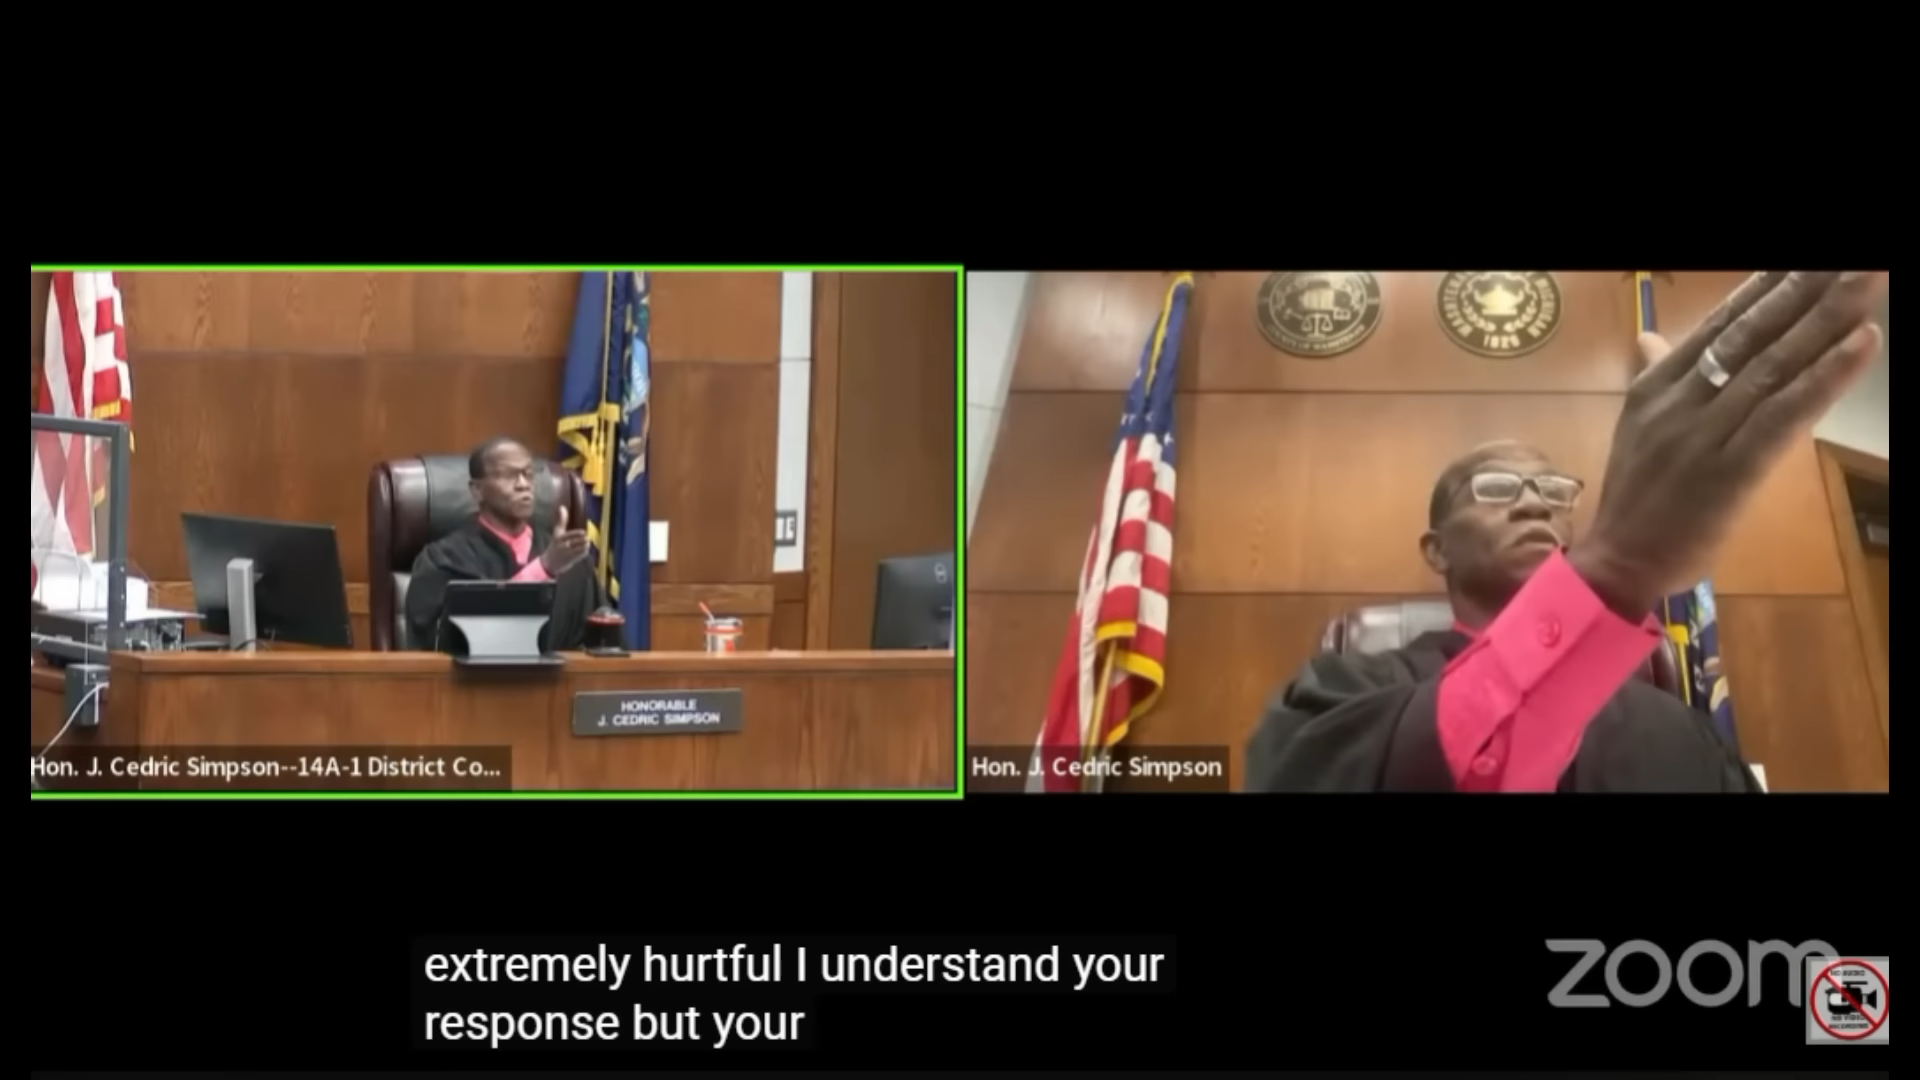 HONORABLE
J. CEDRIC SIMPSON
Hon. J. Cedric Simpson--14A-1 District Co...
1826
Hon. J. Cedric Simpson
extremely hurtful I understand your
response but your
zoom